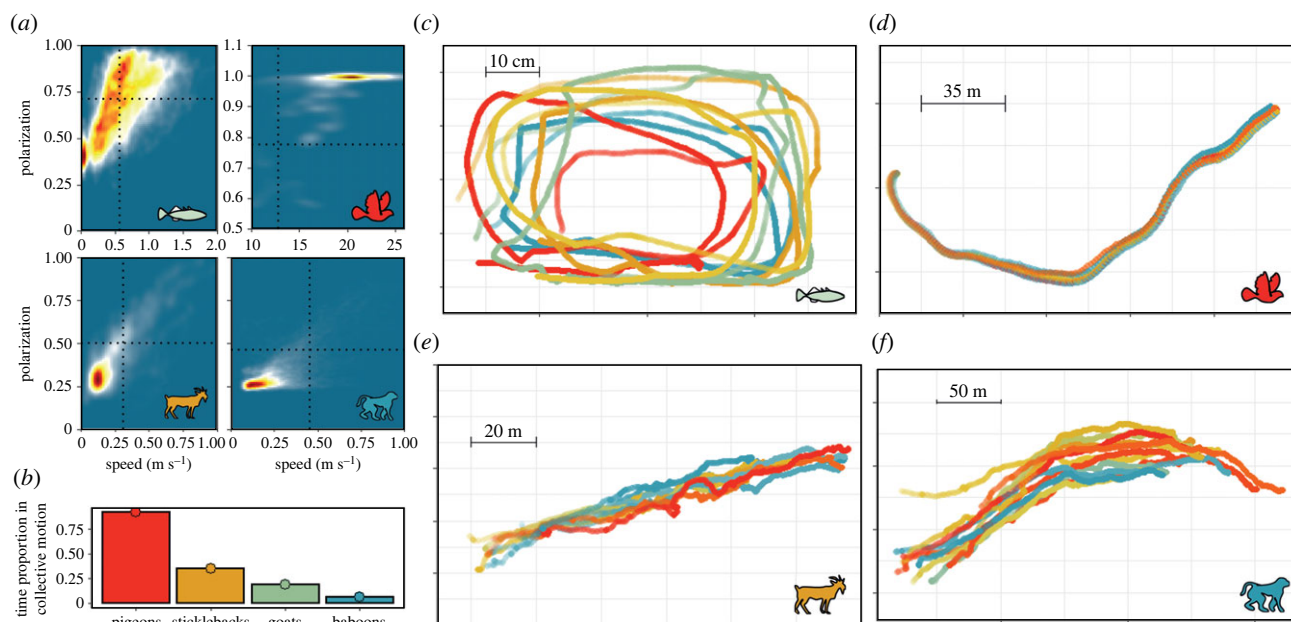 (a)
polarization
1.00
0.75
0.50
0.25
0
0
0.5
1.0
1.5
2.0
1.1
1.0
0.9
0.8
0.7
0.6
0.5
10
15
20
25
polarization
1.00
0.75
0.50
0.25
0
0
0.25
0.50
0.75
1.00
speed (m s⁻¹)
0
0.25
0.50
0.75
1.00
speed (m s⁻¹)
(b)
time proportion in
collective motion
0.75
0.50
0.25
0
pigeons sticklebacks goats baboons
(c)
10 cm
(d)
35 m
(e)
20 m
(f)
50 m